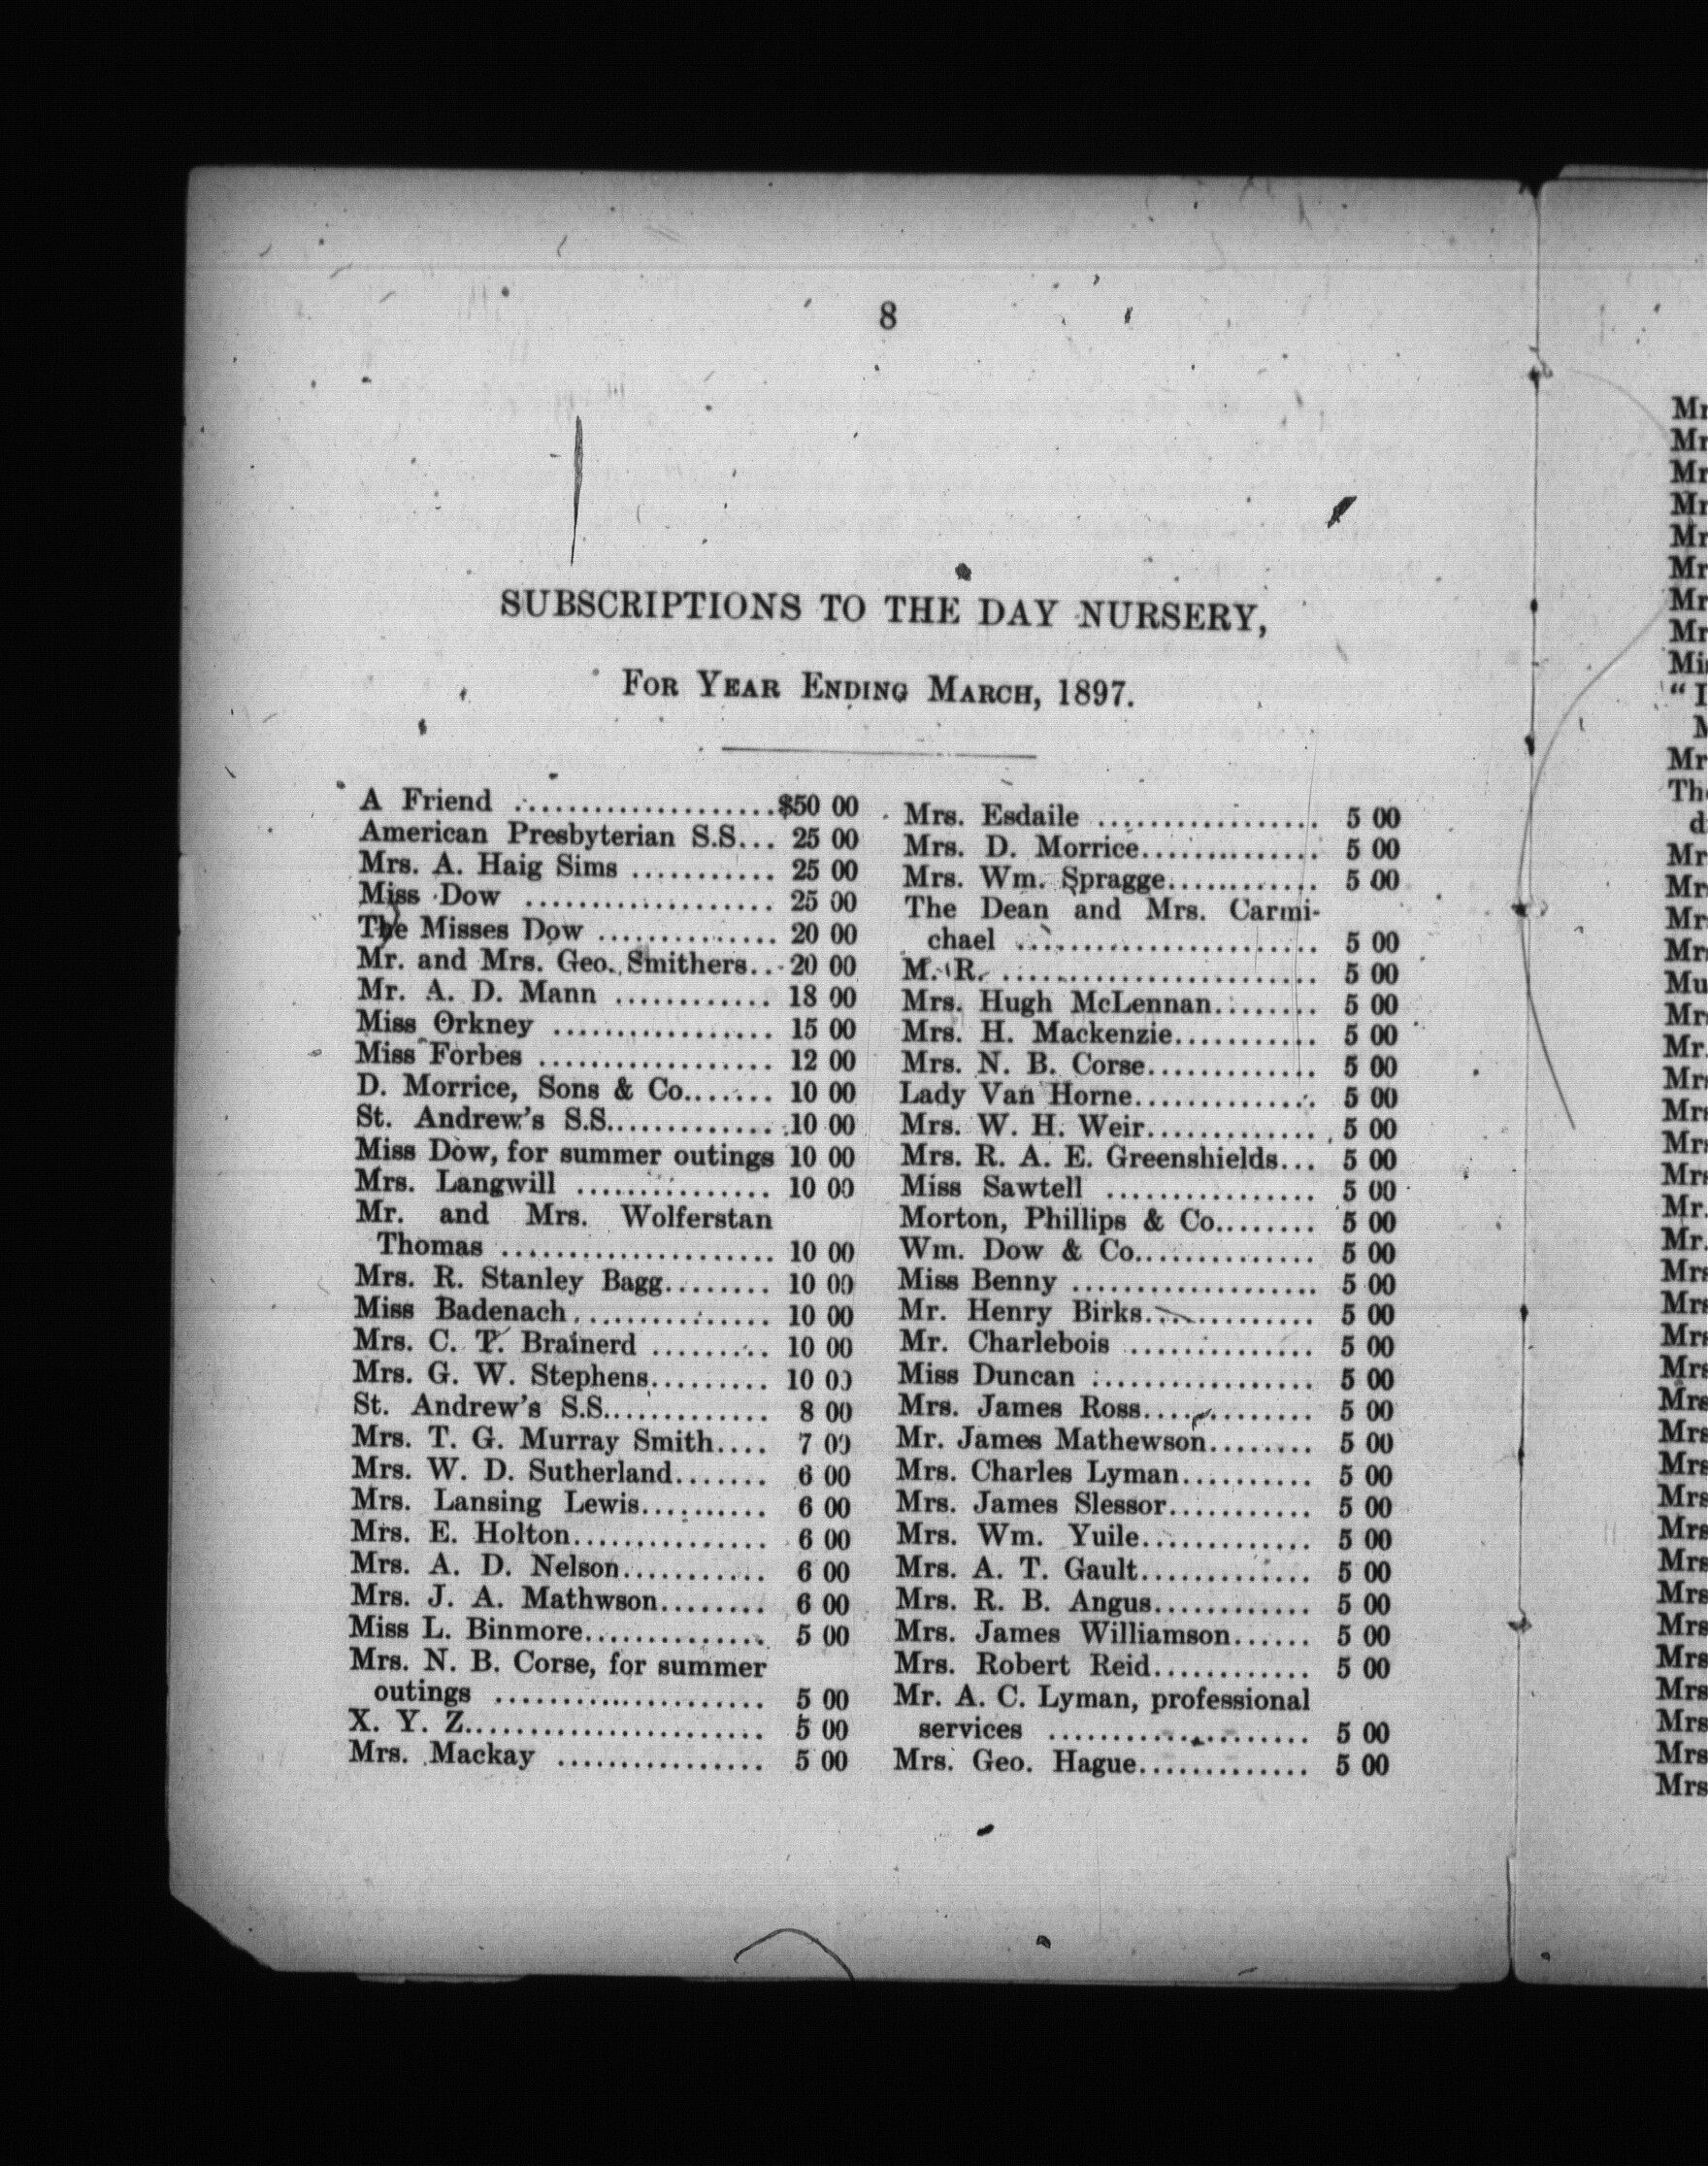 8
SUBSCRIPTIONS TO THE DAY NURSERY,
For Year Ending March, 1897.
A Friend ....................$50 00
American Presbyterian S.S... 25 00
Mrs. A. Haig Sims ........... 25 00
Miss Dow ................... 25 00
The Misses Dow .............. 20 00
Mr. and Mrs. Geo. Smithers... 20 00
Mr. A. D. Mann ............ 18 00
Miss Orkney ................. 15 00
Miss Forbes .................. 12 00
D. Morrice, Sons & Co....... 10 00
St. Andrew's S.S............. 10 00
Miss Dow, for summer outings 10 00
Mrs. Langwill ............... 10 00
Mr. and Mrs. Wolferstan
Thomas ..................... 10 00
Mrs. R. Stanley Bagg........ 10 00
Miss Badenach............... 10 00
Mrs. C. T. Brainerd ......... 10 00
Mrs. G. W. Stephens......... 10 00
St. Andrew's S.S............. 8 00
Mrs. T. G. Murray Smith.... 7 00
Mrs. W. D. Sutherland....... 6 00
Mrs. Lansing Lewis.......... 6 00
Mrs. E. Holton............... 6 00
Mrs. A. D. Nelson........... 6 00
Mrs. J. A. Mathwson........ 6 00
Miss L. Binmore.............. 5 00
Mrs. N. B. Corse, for summer
outings ..................... 5 00
X. Y. Z....................... 5 00
Mrs. Mackay ................ 5 00
Mrs. Esdaile ................. 5 00
Mrs. D. Morrice.............. 5 00
Mrs. Wm. Spragge............ 5 00
The Dean and Mrs. Carmi-
chael ....................... 5 00
M. R. ........................ 5 00
Mrs. Hugh McLennan........ 5 00
Mrs. H. Mackenzie........... 5 00
Mrs. N. B. Corse............. 5 00
Lady Van Horne.............. 5 00
Mrs. W. H. Weir............. 5 00
Mrs. R. A. E. Greenshields... 5 00
Miss Sawtell ................ 5 00
Morton, Phillips & Co........ 5 00
Wm. Dow & Co.............. 5 00
Miss Benny ................... 5 00
Mr. Henry Birks............. 5 00
Mr. Charlebois .............. 5 00
Miss Duncan ................. 5 00
Mrs. James Ross............. 5 00
Mr. James Mathewson........ 5 00
Mrs. Charles Lyman.......... 5 00
Mrs. James Slessor........... 5 00
Mrs. Wm. Yuile............. 5 00
Mrs. A. T. Gault............. 5 00
Mrs. R. B. Angus............ 5 00
Mrs. James Williamson...... 5 00
Mrs. Robert Reid............ 5 00
Mr. A. C. Lyman, professional
services .................... 5 00
Mrs. Geo. Hague............. 5 00